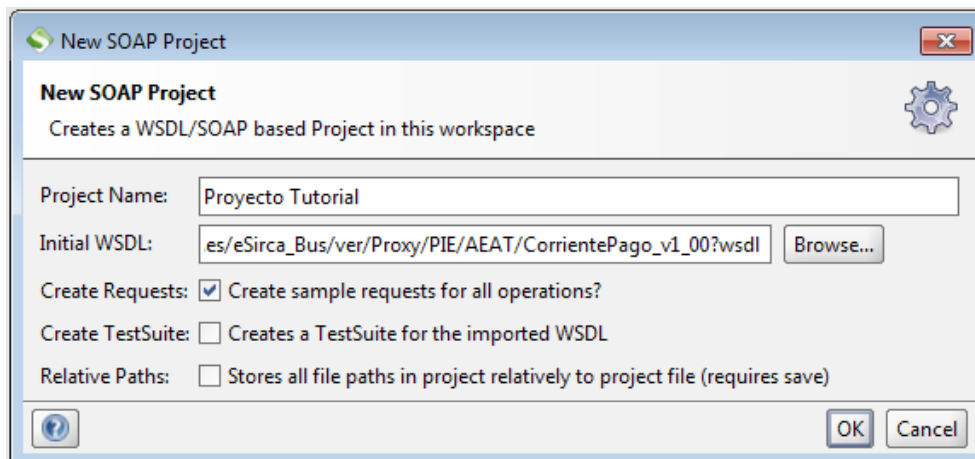 New SOAP Project
New SOAP Project
Creates a WSDL/SOAP based Project in this workspace
Project Name: Proyecto Tutorial
Initial WSDL: .es/eSirca_Bus/ver/Proxy/PIE/AEAT/CorrientePago_v1_00?wsdl Browse...
Create Requests: Create sample requests for all operations?
Create TestSuite: Creates a TestSuite for the imported WSDL
Relative Paths: Stores all file paths in project relatively to project file (requires save)
OK Cancel